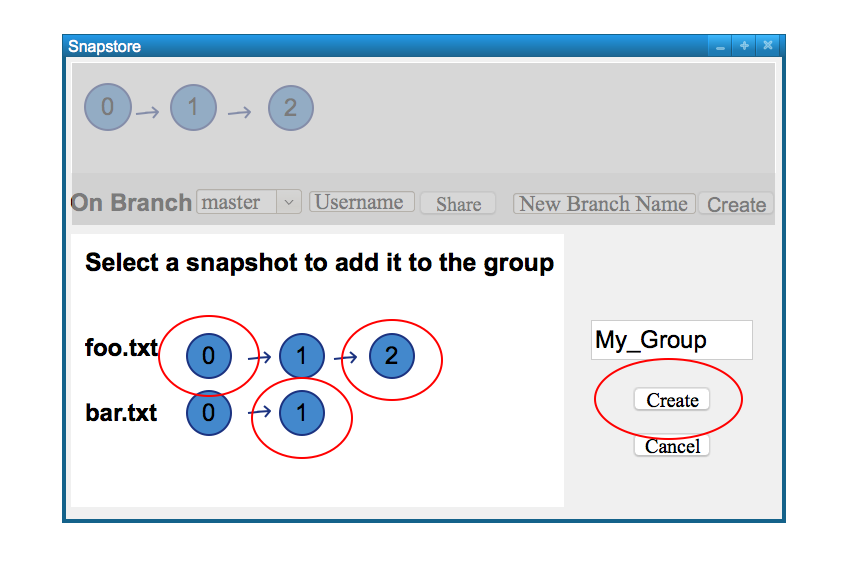 Snapstore
0 1 2
On Branch master Username Share New Branch Name Create
Select a snapshot to add it to the group
My_Group
foo.txt 0 1 2
Create
bar.txt 0 1
Cancel